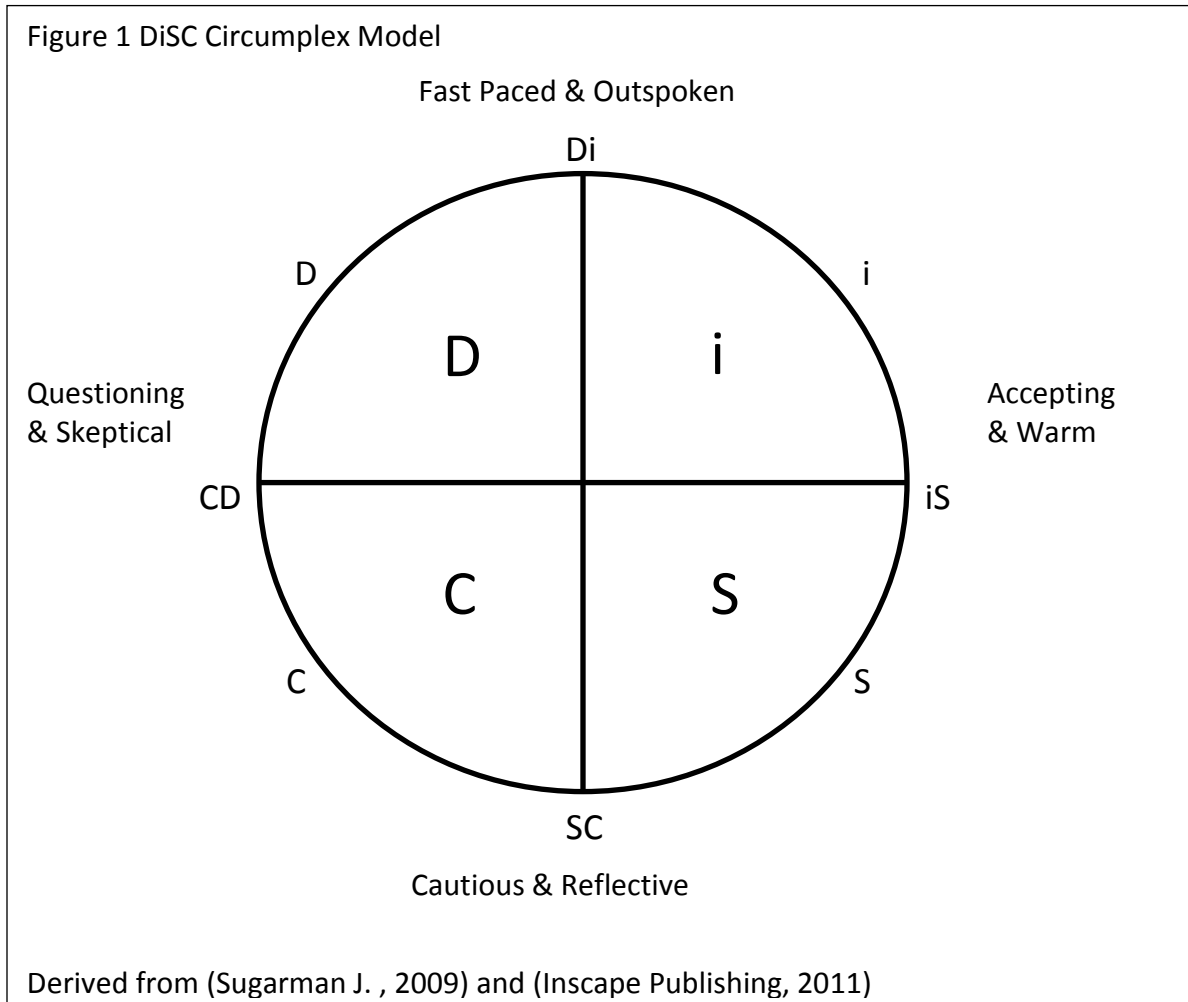 Figure 1 DiSC Circumplex Model
Fast Paced & Outspoken
Di
D
i
D
i
Questioning
& Skeptical
Accepting
& Warm
CD
iS
C
S
C
S
SC
Cautious & Reflective
Derived from (Sugarman J. , 2009) and (Inscape Publishing, 2011)